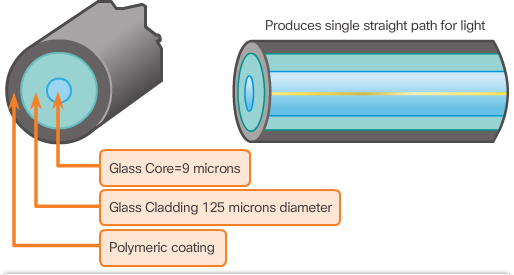 Produces single straight path for light
Glass Core=9 microns
Glass Cladding 125 microns diameter
Polymeric coating